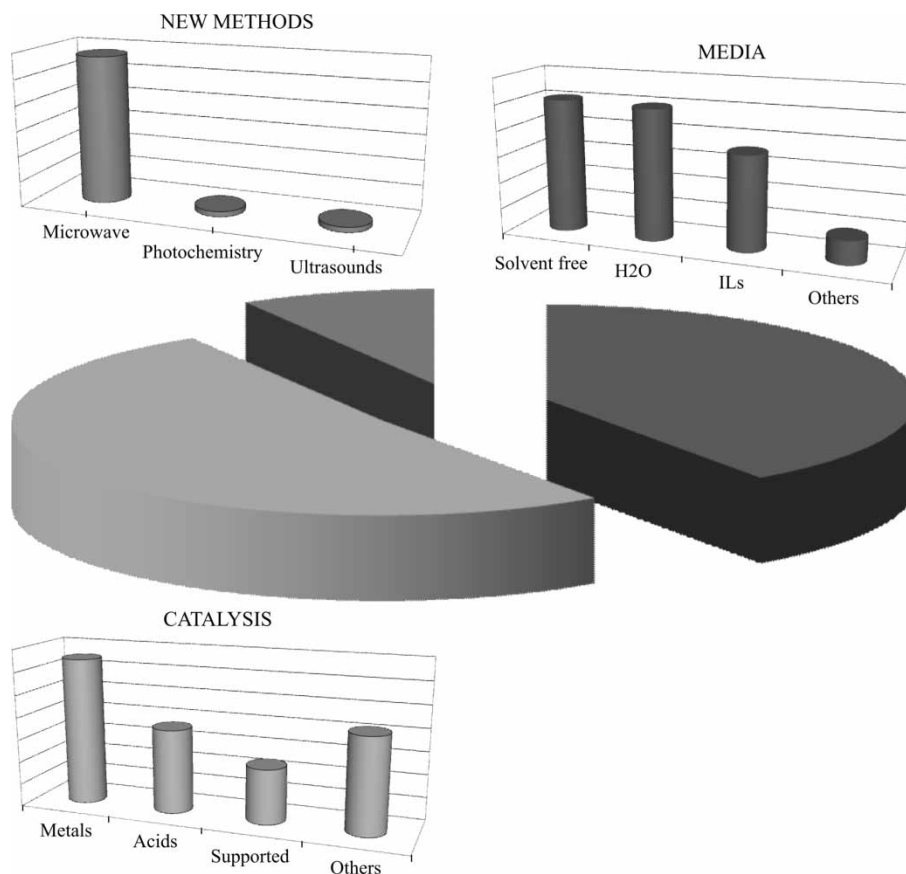 NEW METHODS
Microwave
Photochemistry
Ultrasounds
MEDIA
Solvent free
H2O
ILs
Others
CATALYSIS
Metals
Acids
Supported
Others